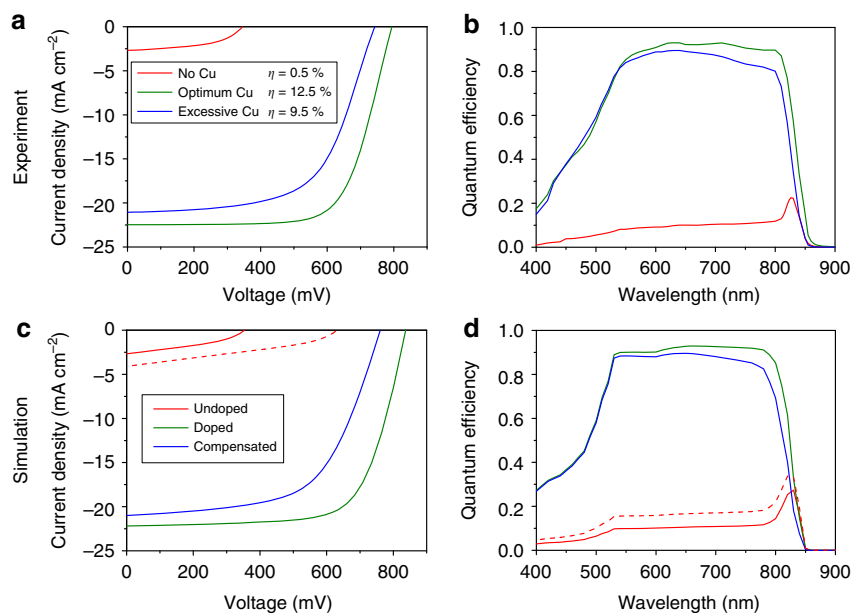 a
Experiment
Current density (mA cm⁻²)
0
−5
−10
−15
−20
−25
No Cu η = 0.5 %
Optimum Cu η = 12.5 %
Excessive Cu η = 9.5 %
0 200 400 600 800
Voltage (mV)
b
Quantum efficiency
1.0
0.8
0.6
0.4
0.2
0.0
400 500 600 700 800 900
Wavelength (nm)
c
Simulation
Current density (mA cm⁻²)
0
−5
−10
−15
−20
−25
Undoped
Doped
Compensated
0 200 400 600 800
Voltage (mV)
d
Quantum efficiency
1.0
0.8
0.6
0.4
0.2
0.0
400 500 600 700 800 900
Wavelength (nm)